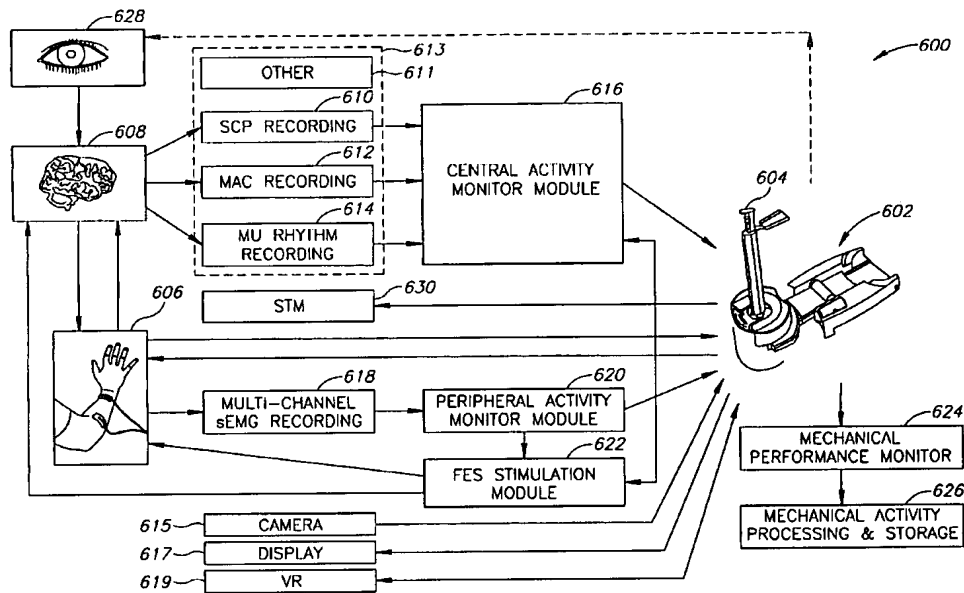 628
613
600
OTHER
611
610
616
608
SCP RECORDING
612
MAC RECORDING
CENTRAL ACTIVITY
MONITOR MODULE
604
614
602
MU RHYTHM
RECORDING
630
STM
606
618
620
MULTI-CHANNEL
sEMG RECORDING
PERIPHERAL ACTIVITY
MONITOR MODULE
624
622
MECHANICAL
PERFORMANCE MONITOR
FES STIMULATION
MODULE
626
615
CAMERA
MECHANICAL ACTIVITY
PROCESSING & STORAGE
617
DISPLAY
619
VR